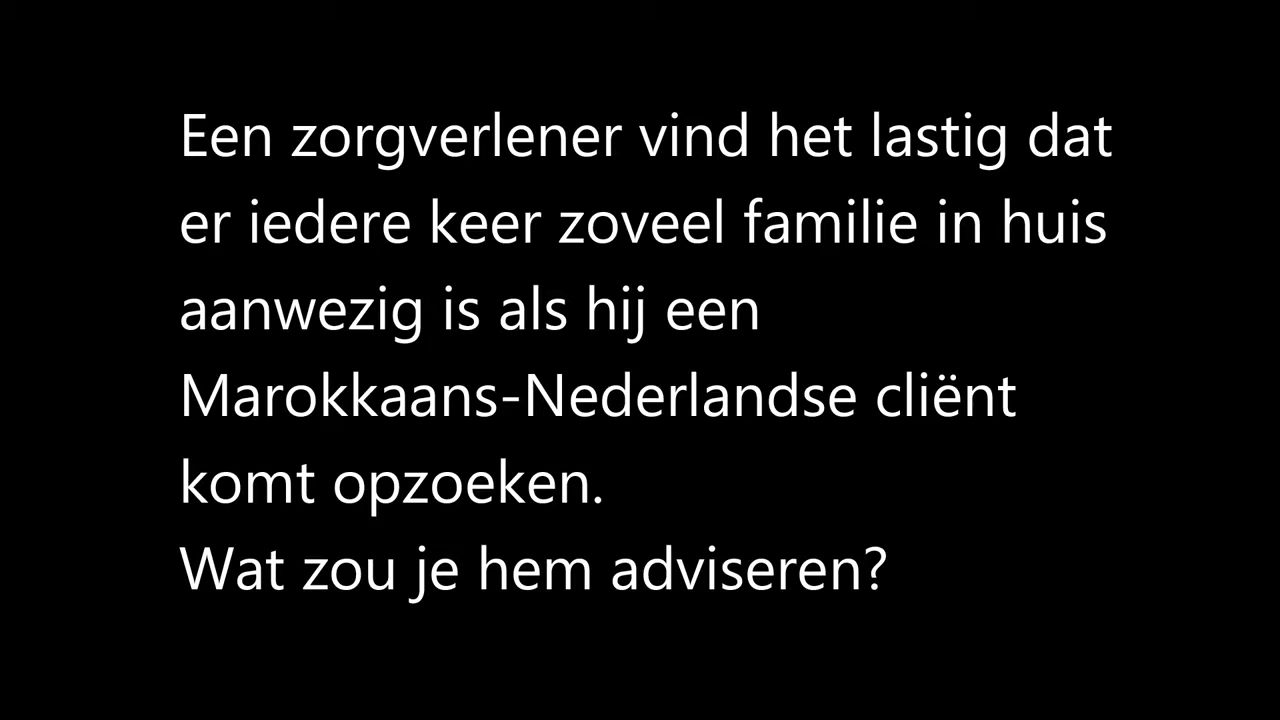 Een zorgverlener vind het lastig dat
er iedere keer zoveel familie in huis
aanwezig is als hij een
Marokkaans-Nederlandse cliënt
komt opzoeken.
Wat zou je hem adviseren?